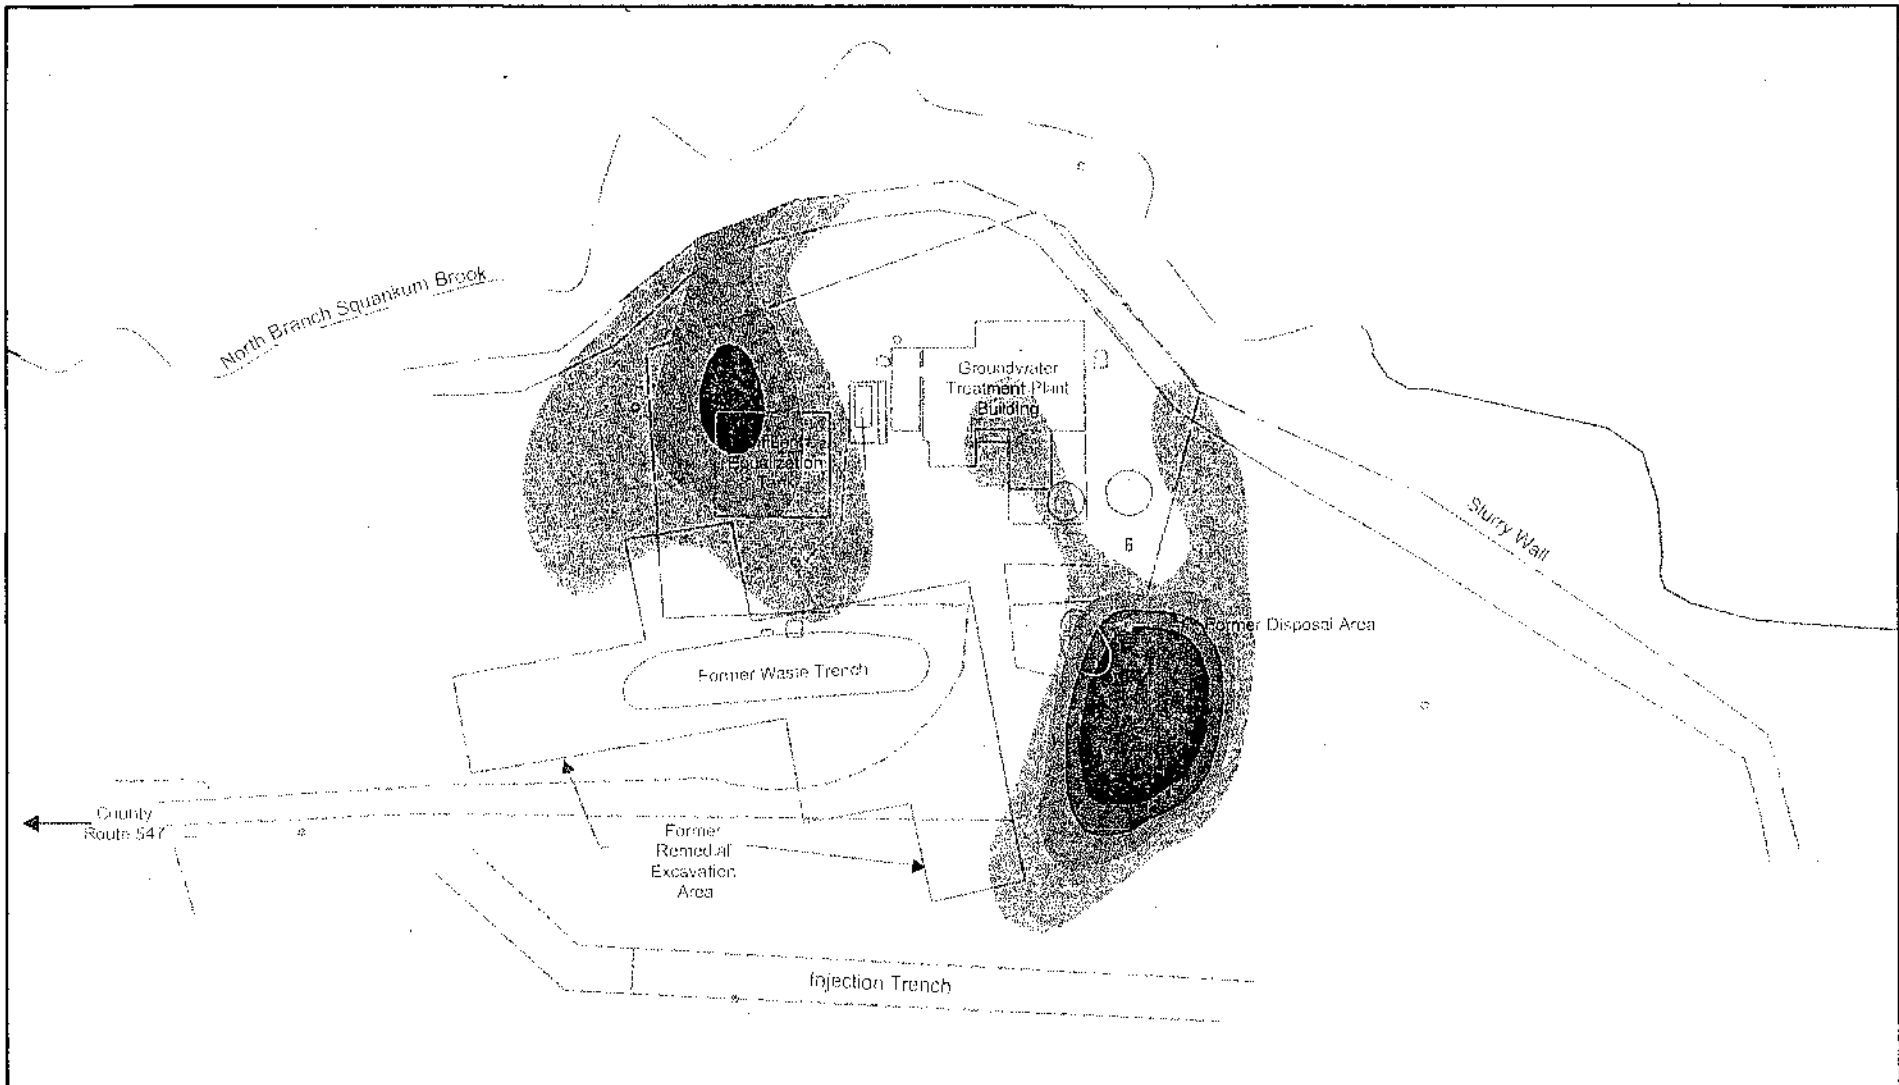 North Branch Squankum Brook
Groundwater
Treatment Plant
Building
Equalization
Tank
6
Slurry Wall
Former Disposal Area
Former Waste Trench
County
Route 547
Former
Remedial
Excavation
Area
Injection Trench